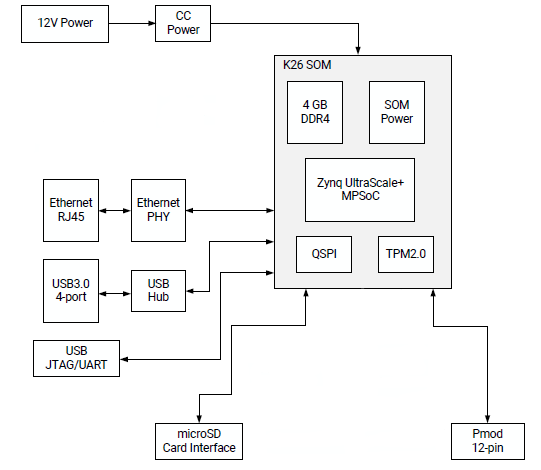 12V Power
CC
Power
K26 SOM
4 GB
DDR4
SOM
Power
Zynq UltraScale+
MPSoC
Ethernet
RJ45
Ethernet
PHY
QSPI
TPM2.0
USB3.0
4-port
USB
Hub
USB
JTAG/UART
microSD
Card Interface
Pmod
12-pin